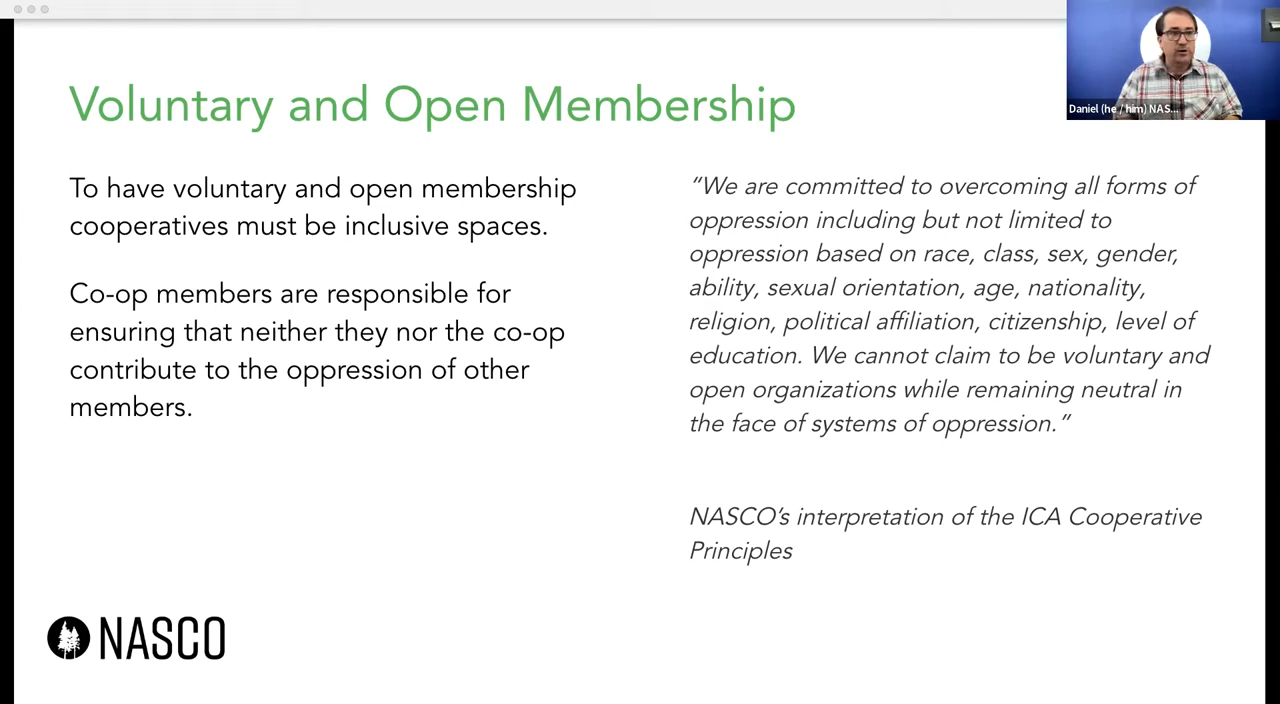 Voluntary and Open Membership
To have voluntary and open membership
cooperatives must be inclusive spaces.
Co-op members are responsible for
ensuring that neither they nor the co-op
contribute to the oppression of other
members.
“We are committed to overcoming all forms of
oppression including but not limited to
oppression based on race, class, sex, gender,
ability, sexual orientation, age, nationality,
religion, political affiliation, citizenship, level of
education. We cannot claim to be voluntary and
open organizations while remaining neutral in
the face of systems of oppression.”
NASCO’s interpretation of the ICA Cooperative
Principles
NASCO
Daniel (he / him) NAS...